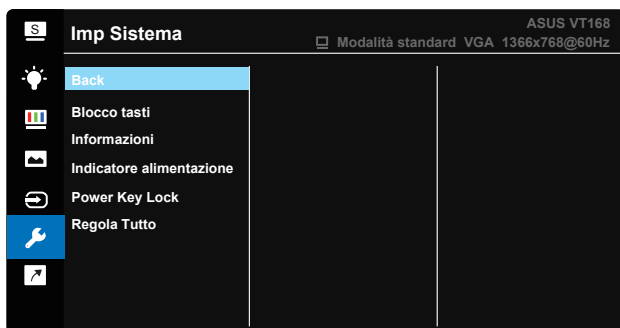 S
Imp Sistema
ASUS VT168
Modalità standard VGA 1366x768@60Hz
Back
Blocco tasti
Informazioni
Indicatore alimentazione
Power Key Lock
Regola Tutto